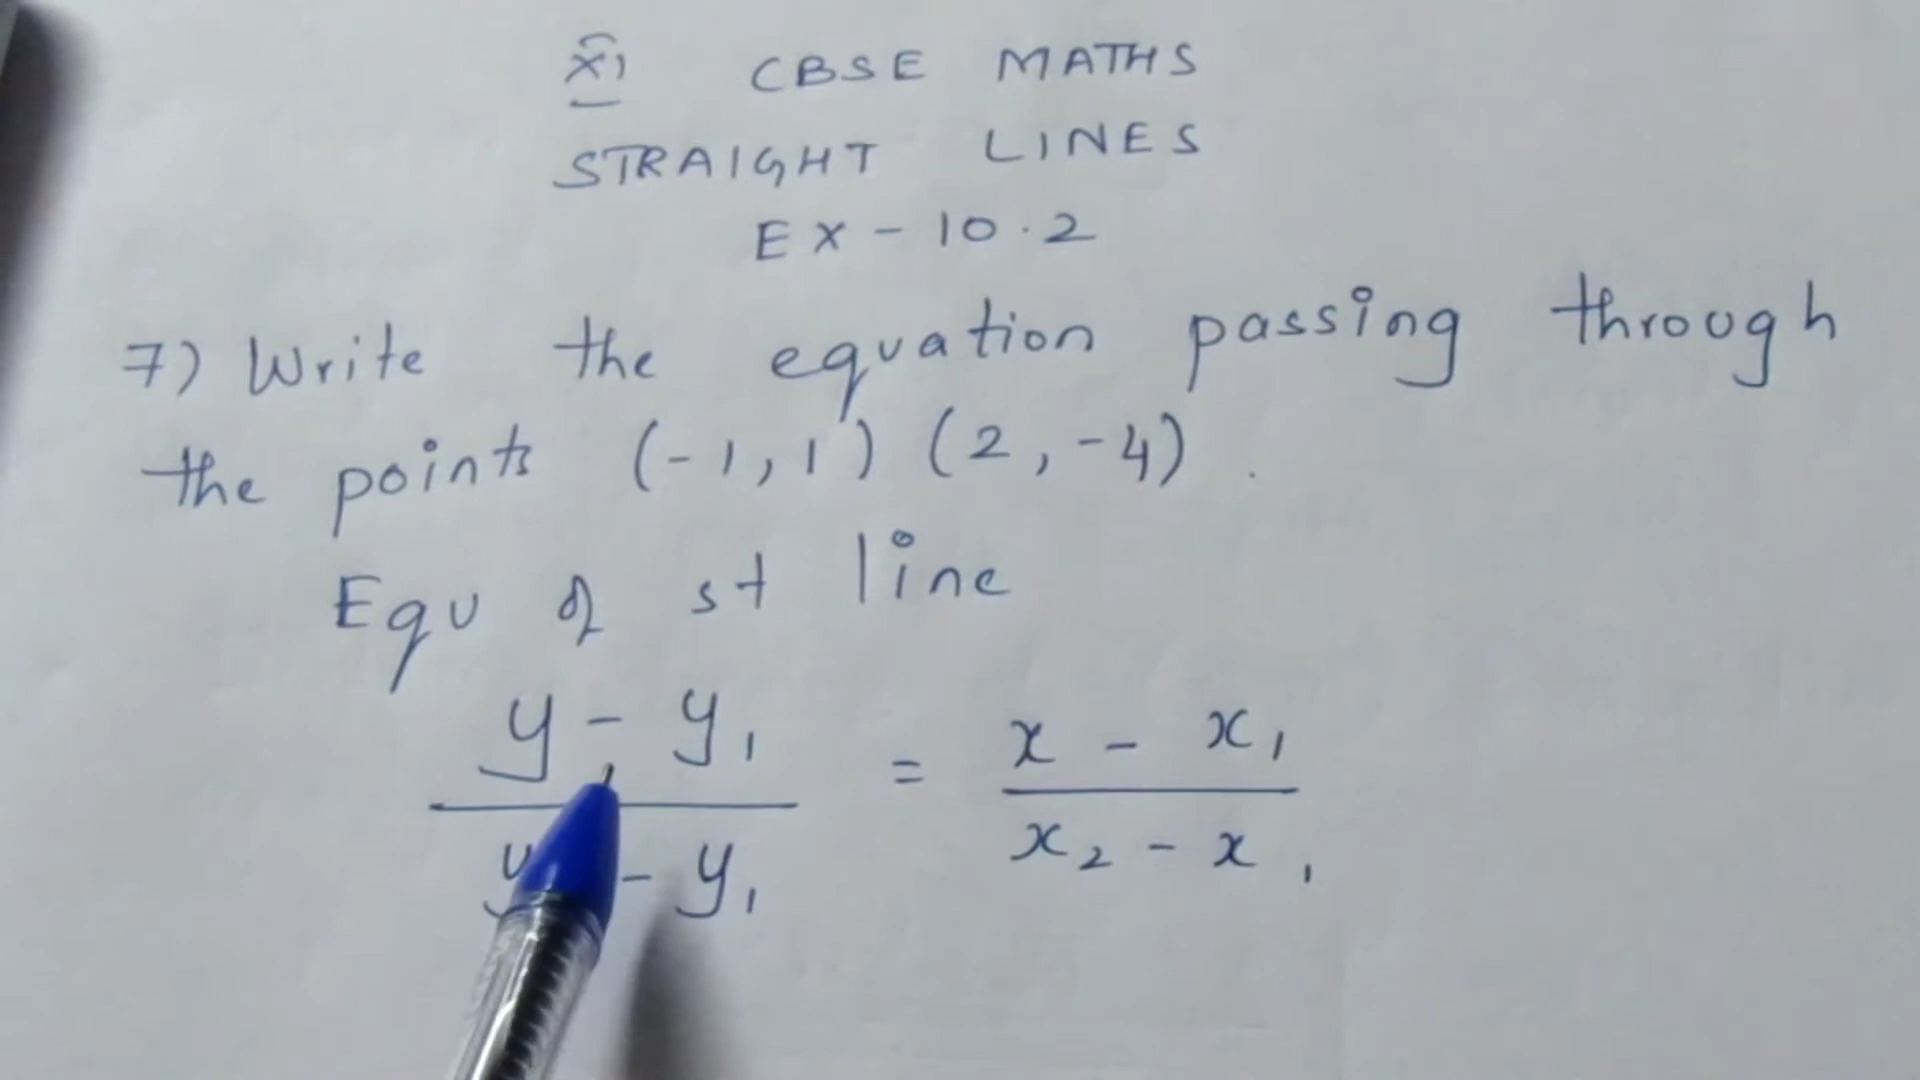 XI CBSE MATHS
STRAIGHT LINES
EX - 10.2
7) Write the equation passing through
the points (-1, 1) (2, -4).
Equ of st line
y - y₁ = x - x₁
- y₁ x₂ - x₁